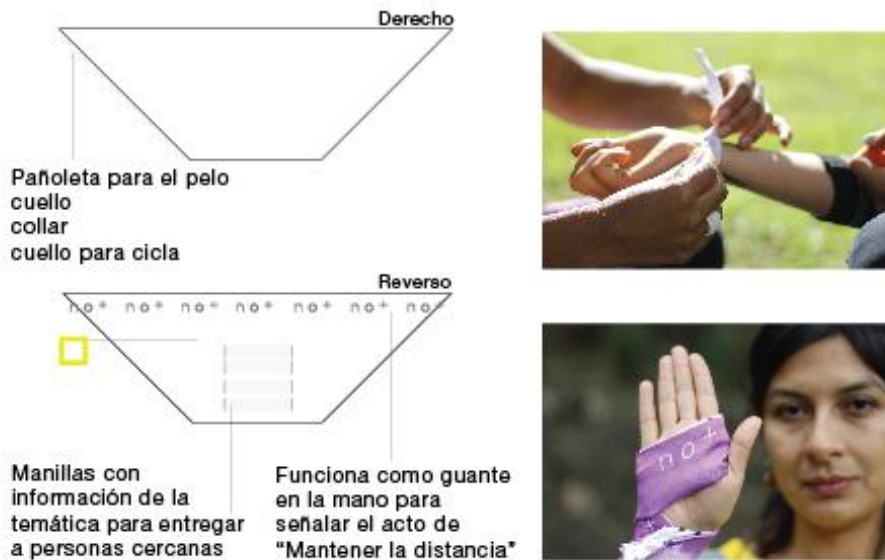 Derecho
Pañoleta para el pelo
cuello
collar
cuello para cicla
Reverso
no+ no+ no+ no+ no+ no+ no+
Manillas con
información de la
temática para entregar
a personas cercanas
Funciona como guante
en la mano para
señalar el acto de
“Mantener la distancia”
no+